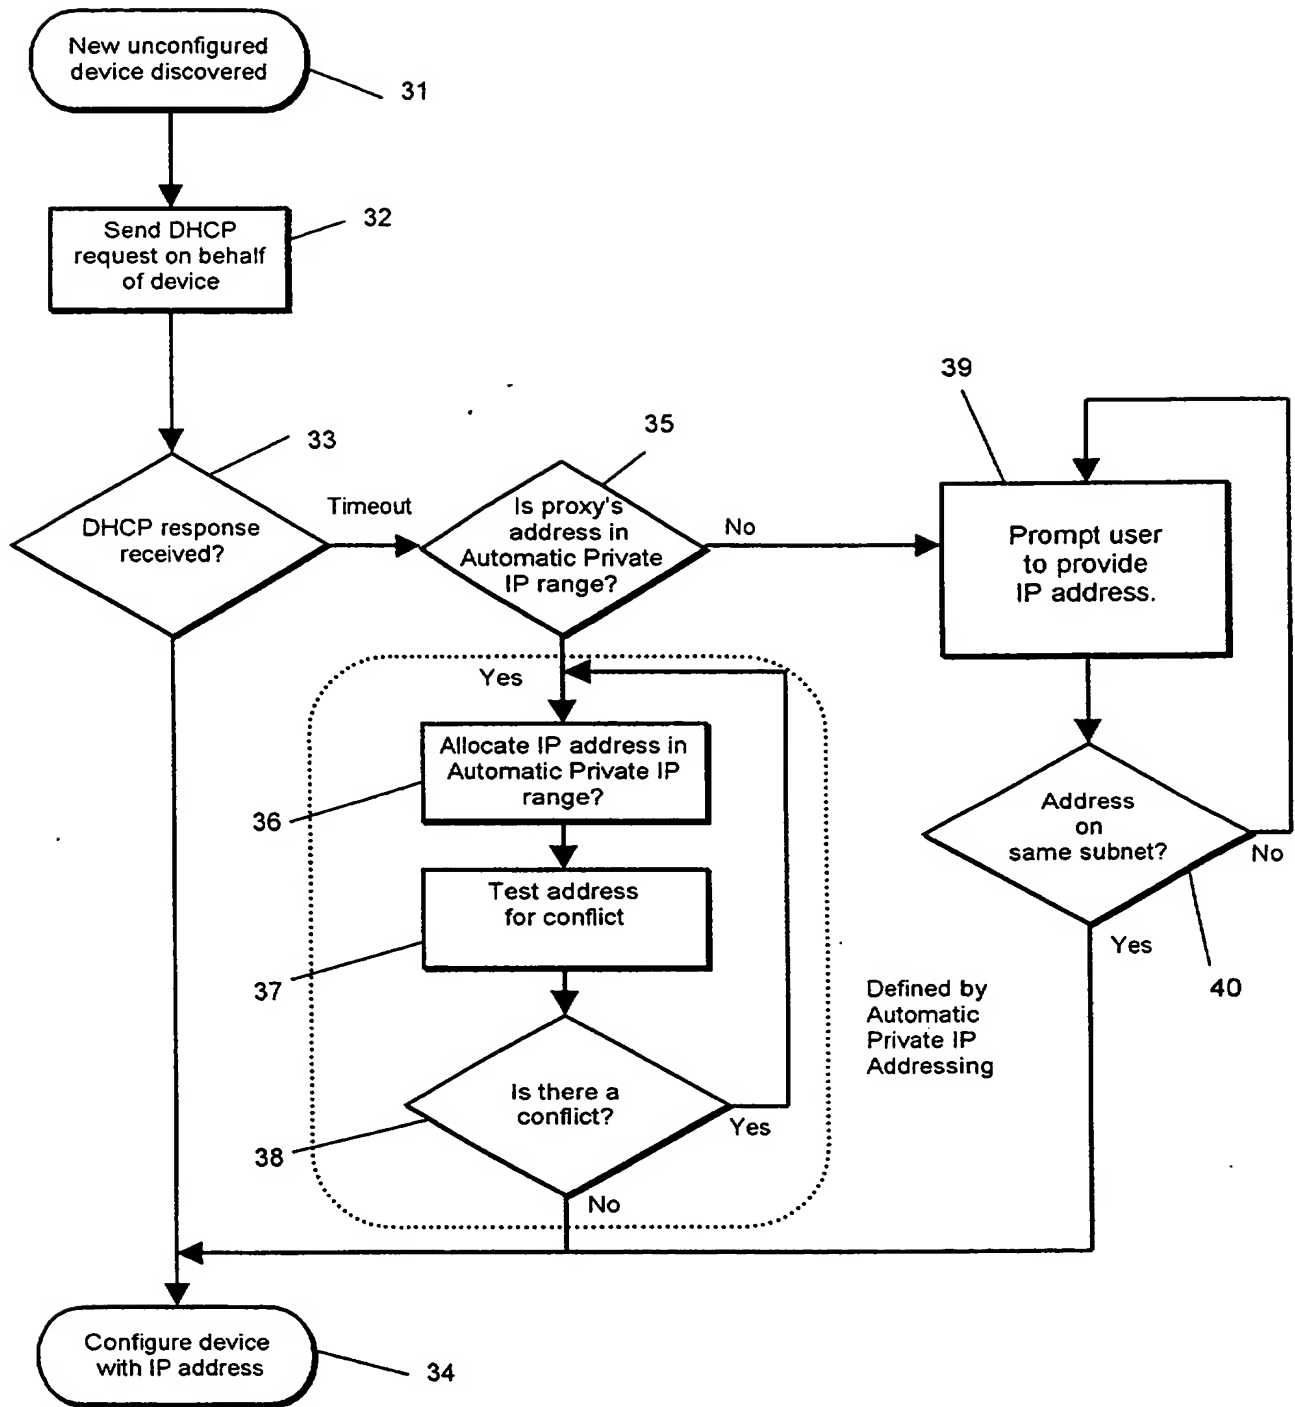 New unconfigured
device discovered
31
Send DHCP
request on behalf
of device
32
DHCP response
received?
33
Timeout
Is proxy's
address in
Automatic Private
IP range?
35
No
Prompt user
to provide
IP address.
39
Yes
Allocate IP address in
Automatic Private IP
range?
36
Test address
for conflict
37
Is there a
conflict?
38
Yes
No
Address
on
same subnet?
No
Yes
40
Defined by
Automatic
Private IP
Addressing
Configure device
with IP address
34